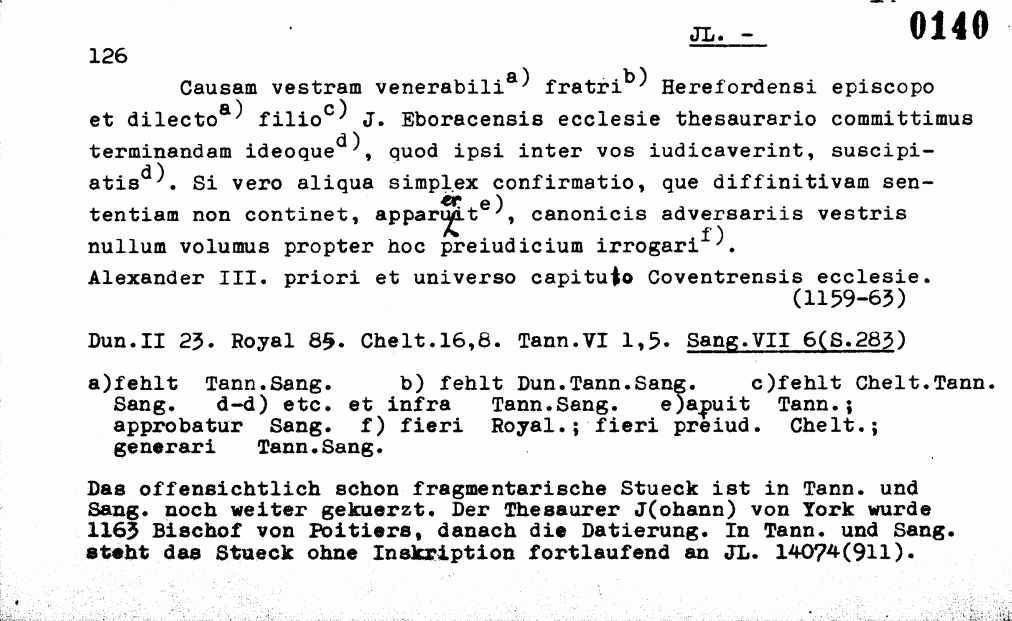 JL. -
0140
126
Causam vestram venerabili a) fratri b) Herefordensi episcopo
et dilecto a) filio c) J. Eboracensis ecclesie thesaurario committimus
terminandam ideoque d), quod ipsi inter vos iudicaverint, suscipi-
atis d). Si vero aliqua simplex confirmatio, que diffinitivam sen-
tentiam non continet, apparuerit e), canonicis adversariis vestris
nullum volumus propter hoc preiudicium irrogari f).
Alexander III. priori et universo capitulo Coventrensis ecclesie.
(1159-63)
Dun.II 23. Royal 85. Chelt.16,8. Tann.VI 1,5. Sang.VII 6(S.283)
a)fehlt Tann.Sang. b) fehlt Dun.Tann.Sang. c)fehlt Chelt.Tann.
Sang. d-d) etc. et infra Tann.Sang. e)apuit Tann.;
approbatur Sang. f) fieri Royal.; fieri preiud. Chelt.;
generari Tann.Sang.
Das offensichtlich schon fragmentarische Stueck ist in Tann. und
Sang. noch weiter gekuerzt. Der Thesaurer J(ohann) von York wurde
1163 Bischof von Poitiers, danach die Datierung. In Tann. und Sang.
steht das Stueck ohne Inskription fortlaufend an JL. 14074(911).